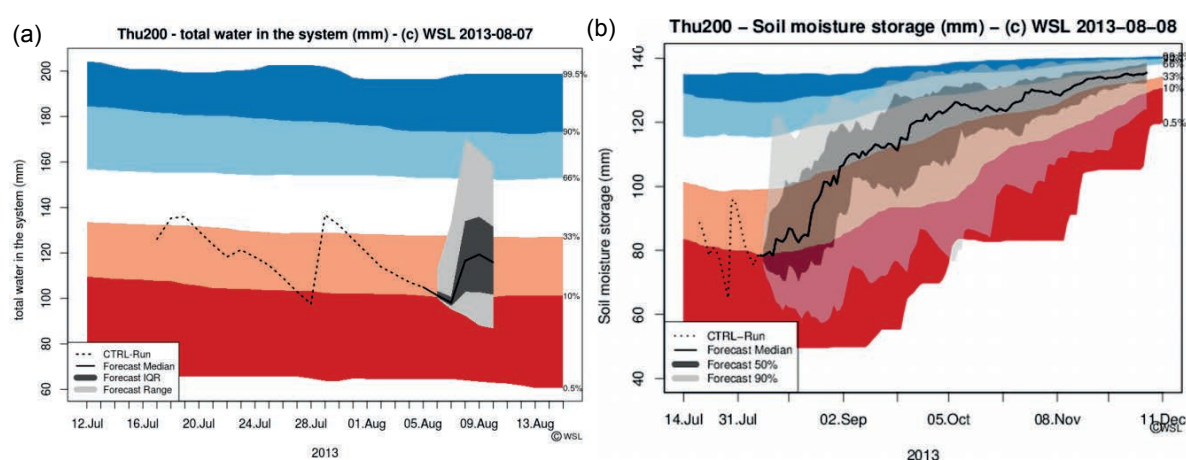 (a)
Thu200 - total water in the system (mm) - (c) WSL 2013-08-07
total water in the system (mm)
200
180
160
140
120
100
80
60
99.5%
90%
66%
33%
10%
0.5%
CTRL-Run
Forecast Median
Forecast IQR
Forecast Range
12.Jul
16.Jul
20.Jul
24.Jul
28.Jul
01.Aug
05.Aug
09.Aug
13.Aug
©WSL
2013
(b)
Thu200 – Soil moisture storage (mm) – (c) WSL 2013–08–08
Soil moisture storage (mm)
140
120
100
80
60
40
66%
33%
10%
0.5%
CTRL–Run
Forecast Median
Forecast 50%
Forecast 90%
14.Jul
31.Jul
02.Sep
05.Oct
08.Nov
11.Dec
©WSL
2013